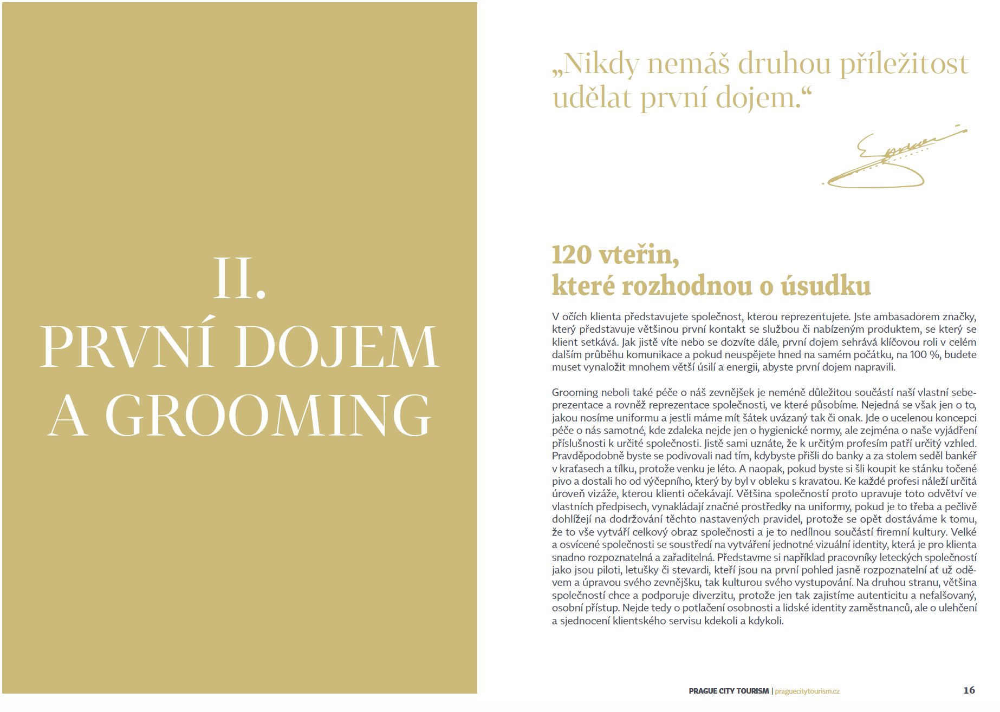 II.
PRVNÍ DOJEM
A GROOMING
„Nikdy nemáš druhou příležitost
udělat první dojem.“
120 vteřin,
které rozhodnou o úsudku
V očích klienta představujete společnost, kterou reprezentujete. Jste ambasadorem značky,
který představuje většinou první kontakt se službou či nabízeným produktem, se který se
klient setkává. Jak jistě víte nebo se dozvíte dále, první dojem sehrává klíčovou roli v celém
dalším průběhu komunikace a pokud neuspějete hned na samém počátku, na 100 %, budete
muset vynaložit mnohem větší úsilí a energii, abyste první dojem napravili.
Grooming neboli také péče o náš zevnějšek je neméně důležitou součástí naší vlastní sebe-
prezentace a rovněž reprezentace společnosti, ve které působíme. Nejedná se však jen o to,
jakou nosíme uniformu a jestli máme mít šátek uvázaný tak či onak. Jde o ucelenou koncepci
péče o nás samotné, kde zdaleka nejde jen o hygienické normy, ale zejména o naše vyjádření
příslušnosti k určité společnosti. Jistě sami uznáte, že k určitým profesím patří určitý vzhled.
Pravděpodobně byste se podivovali nad tím, kdybyste přišli do banky a za stolem seděl bankéř
v kraťasech a tílku, protože venku je léto. A naopak, pokud byste si šli koupit ke stánku točené
pivo a dostali ho od výčepního, který by byl v obleku s kravatou. Ke každé profesi náleží určitá
úroveň vizáže, kterou klienti očekávají. Většina společností proto upravuje toto odvětví ve
vlastních předpisech, vynakládají značné prostředky na uniformy, pokud je to třeba a pečlivě
dohlížejí na dodržování těchto nastavených pravidel, protože se opět dostáváme k tomu,
že to vše vytváří celkový obraz společnosti a je to nedílnou součástí firemní kultury. Velké
a osvícené společnosti se soustředí na vytváření jednotné vizuální identity, která je pro klienta
snadno rozpoznatelná a zařaditelná. Představme si například pracovníky leteckých společností
jako jsou piloti, letušky či stevardi, kteří jsou na první pohled jasně rozpoznatelní ať už odě-
vem a úpravou svého zevnějšku, tak kulturou svého vystupování. Na druhou stranu, většina
společností chce a podporuje diverzitu, protože jen tak zajistíme autenticitu a nefalšovaný,
osobní přístup. Nejde tedy o potlačení osobnosti a lidské identity zaměstnanců, ale o ulehčení
a sjednocení klientského servisu kdekoli a kdykoli.
PRAGUE CITY TOURISM | praguecitytourism.cz
16